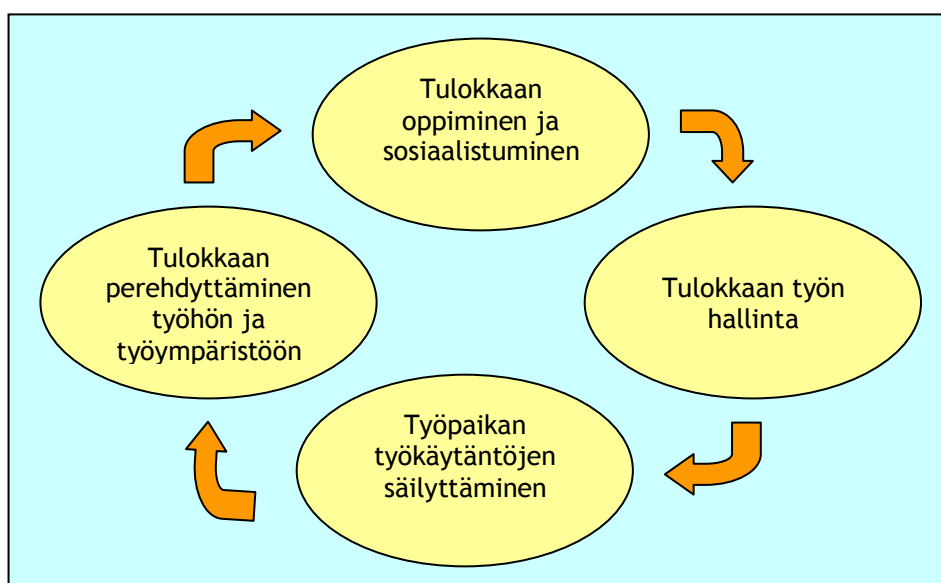 Tulokkaan
oppiminen ja
sosiaalistuminen
Tulokkaan
perehdyttäminen
työhön ja
työympäristöön
Tulokkaan työn
hallinta
Työpaikan
työkäytäntöjen
säilyttäminen